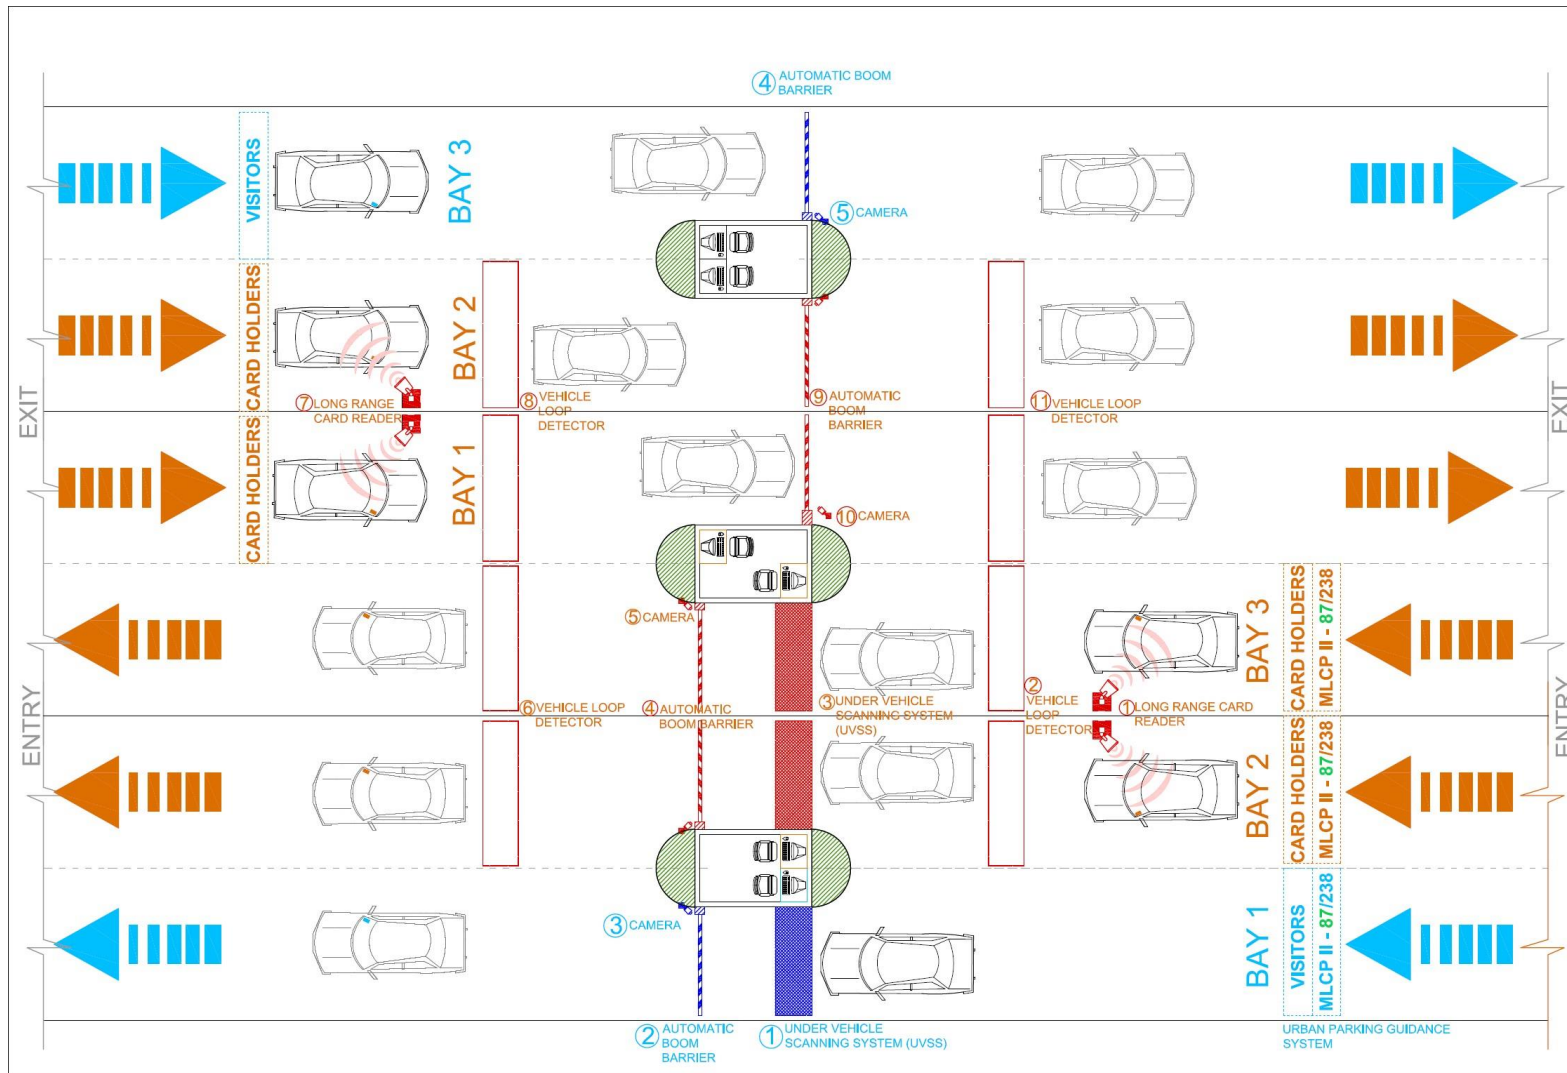 4 AUTOMATIC BOOM
BARRIER
VISITORS
BAY 3
5 CAMERA
CARD HOLDERS
BAY 2
7 LONG RANGE
CARD READER
8 VEHICLE
LOOP
DETECTOR
9 AUTOMATIC
BOOM
BARRIER
11 VEHICLE LOOP
DETECTOR
EXIT
EXIT
CARD HOLDERS
BAY 1
10 CAMERA
5 CAMERA
CARD HOLDERS
MLCP II - 87/238
BAY 3
6 VEHICLE LOOP
DETECTOR
4 AUTOMATIC
BOOM BARRIER
3 UNDER VEHICLE
SCANNING SYSTEM
(UVSS)
2
VEHICLE
LOOP
DETECTOR
1 LONG RANGE CARD
READER
ENTRY
ENTRY
BAY 2
CARD HOLDERS
MLCP II - 87/238
3 CAMERA
BAY 1
VISITORS
MLCP II - 87/238
2 AUTOMATIC
BOOM
BARRIER
1 UNDER VEHICLE
SCANNING SYSTEM (UVSS)
URBAN PARKING GUIDANCE
SYSTEM